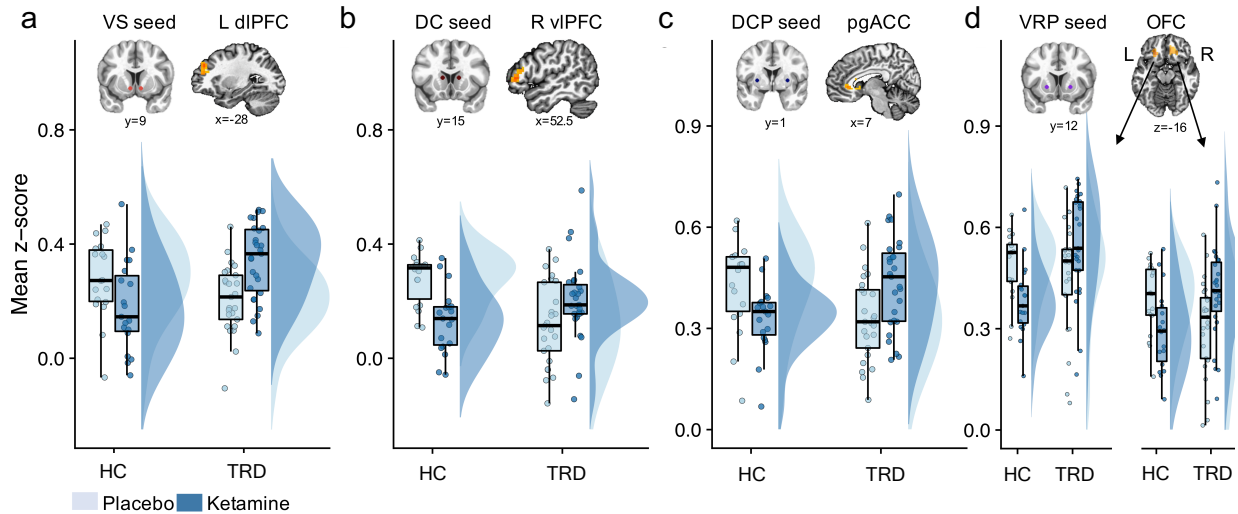 a
VS seed
L dlPFC
y=9
x=-28
b
DC seed
R vlPFC
y=15
x=52.5
c
DCP seed
pgACC
y=1
x=7
d
VRP seed
OFC
L
R
y=12
z=-16
Mean z-score
0.8
0.4
0.0
HC
TRD
0.8
0.4
0.0
HC
TRD
0.9
0.6
0.3
0.0
HC
TRD
0.9
0.6
0.3
0.0
HC
TRD
HC
TRD
Placebo
Ketamine